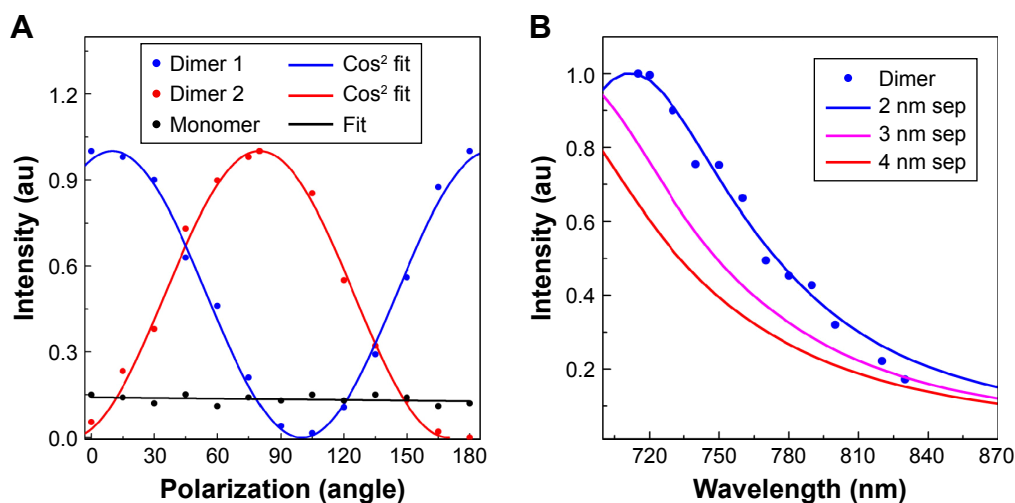 A
Dimer 1
Cos² fit
Dimer 2
Cos² fit
Monomer
Fit
1.2
0.9
0.6
0.3
0.0
Intensity (au)
0 30 60 90 120 150 180
Polarization (angle)
B
Dimer
2 nm sep
3 nm sep
4 nm sep
1.0
0.8
0.6
0.4
0.2
Intensity (au)
720 750 780 810 840 870
Wavelength (nm)